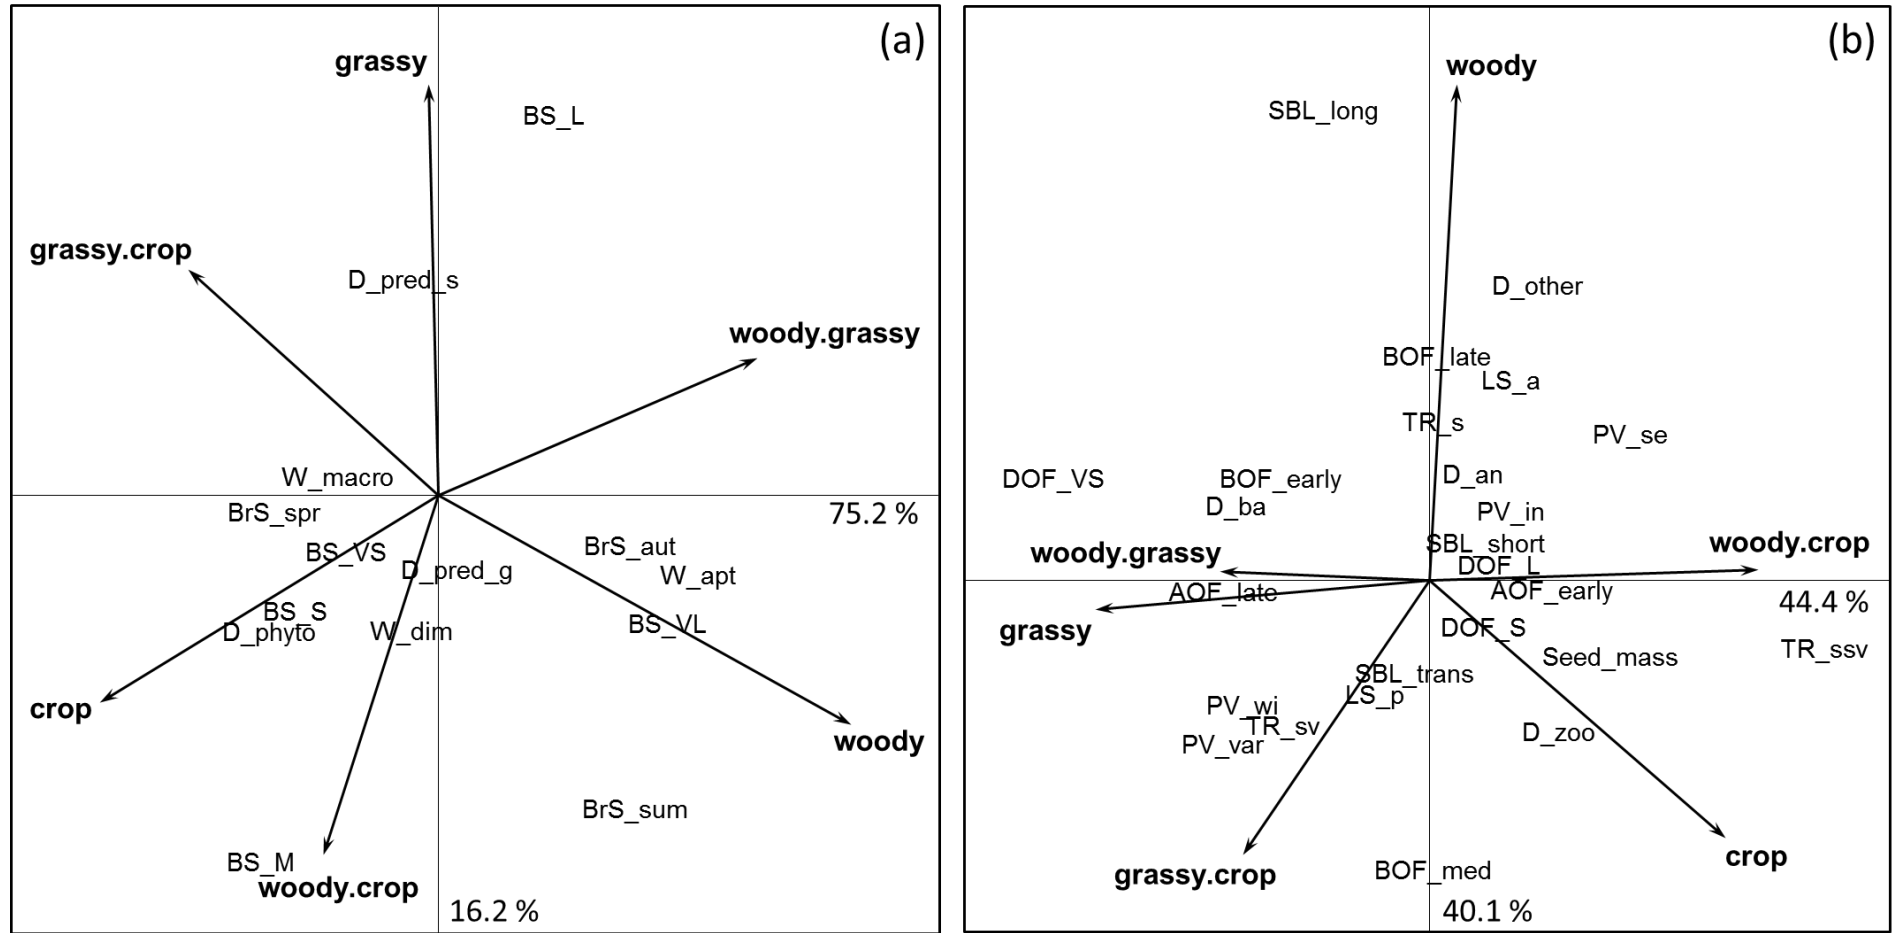 (a)
grassy
BS_L
grassy.crop
D_pred_s
woody.grassy
W_macro
75.2 %
BrS_spr
BrS_aut
BS_VS
D_pred_g
W_apt
BS_S
BS_VL
D_phyto
W_dim
crop
woody
BrS_sum
BS_M
woody.crop
16.2 %
(b)
woody
SBL_long
D_other
BOF_late
LS_a
TR_s
PV_se
D_an
DOF_VS
BOF_early
D_ba
PV_in
SBL_short
woody.grassy
woody.crop
DOF_L
AOF_late
AOF_early
44.4 %
grassy
DOF_S
TR_ssv
Seed_mass
SBL_trans
LS_p
PV_wi
TR_sv
D_zoo
PV_var
crop
grassy.crop
BOF_med
40.1 %